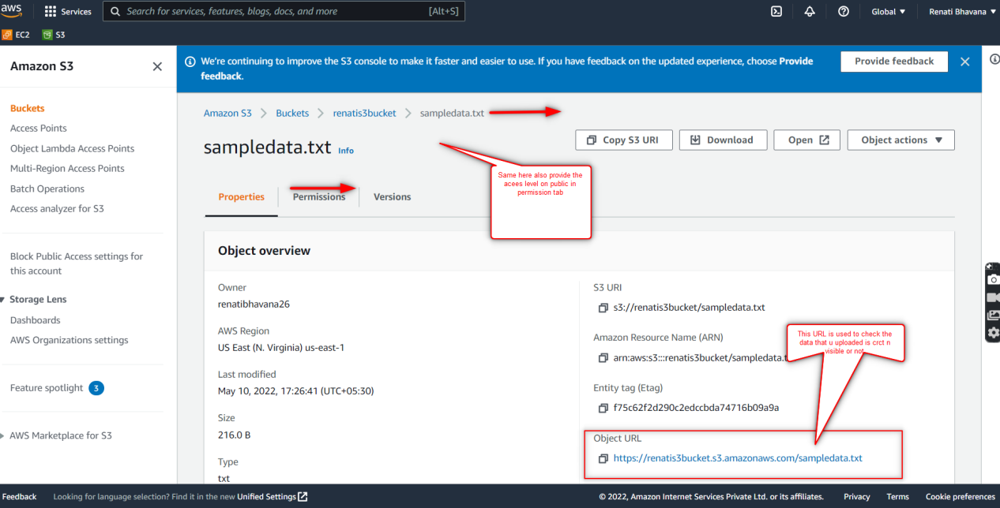 aws
Services
Search for services, features, blogs, docs, and more
[Alt+S]
Global ▼
Renati Bhavana ▼
EC2
S3
Amazon S3
We're continuing to improve the S3 console to make it faster and easier to use. If you have feedback on the updated experience, choose Provide
feedback.
Provide feedback
Buckets
Access Points
Object Lambda Access Points
Multi-Region Access Points
Batch Operations
Access analyzer for S3
Block Public Access settings for
this account
Storage Lens
Dashboards
AWS Organizations settings
Feature spotlight 3
AWS Marketplace for S3
Amazon S3 > Buckets > renatis3bucket > sampledata.txt
sampledata.txt Info
Copy S3 URI
Download
Open
Object actions ▼
Same here also provide the
acees level on public in
permission tab
Properties
Permissions
Versions
Object overview
Owner
renatibhavana26
AWS Region
US East (N. Virginia) us-east-1
Last modified
May 10, 2022, 17:26:41 (UTC+05:30)
Size
216.0 B
Type
txt
S3 URI
s3://renatis3bucket/sampledata.txt
Amazon Resource Name (ARN)
arn:aws:s3:::renatis3bucket/sampledata.t
This URL is used to check the
data that u uploaded is crct n
visible or not
Entity tag (Etag)
f75c62f2d290c2edccbda74716b09a9a
Object URL
https://renatis3bucket.s3.amazonaws.com/sampledata.txt
Feedback
Looking for language selection? Find it in the new Unified Settings
© 2022, Amazon Internet Services Private Ltd. or its affiliates.
Privacy
Terms
Cookie preferences